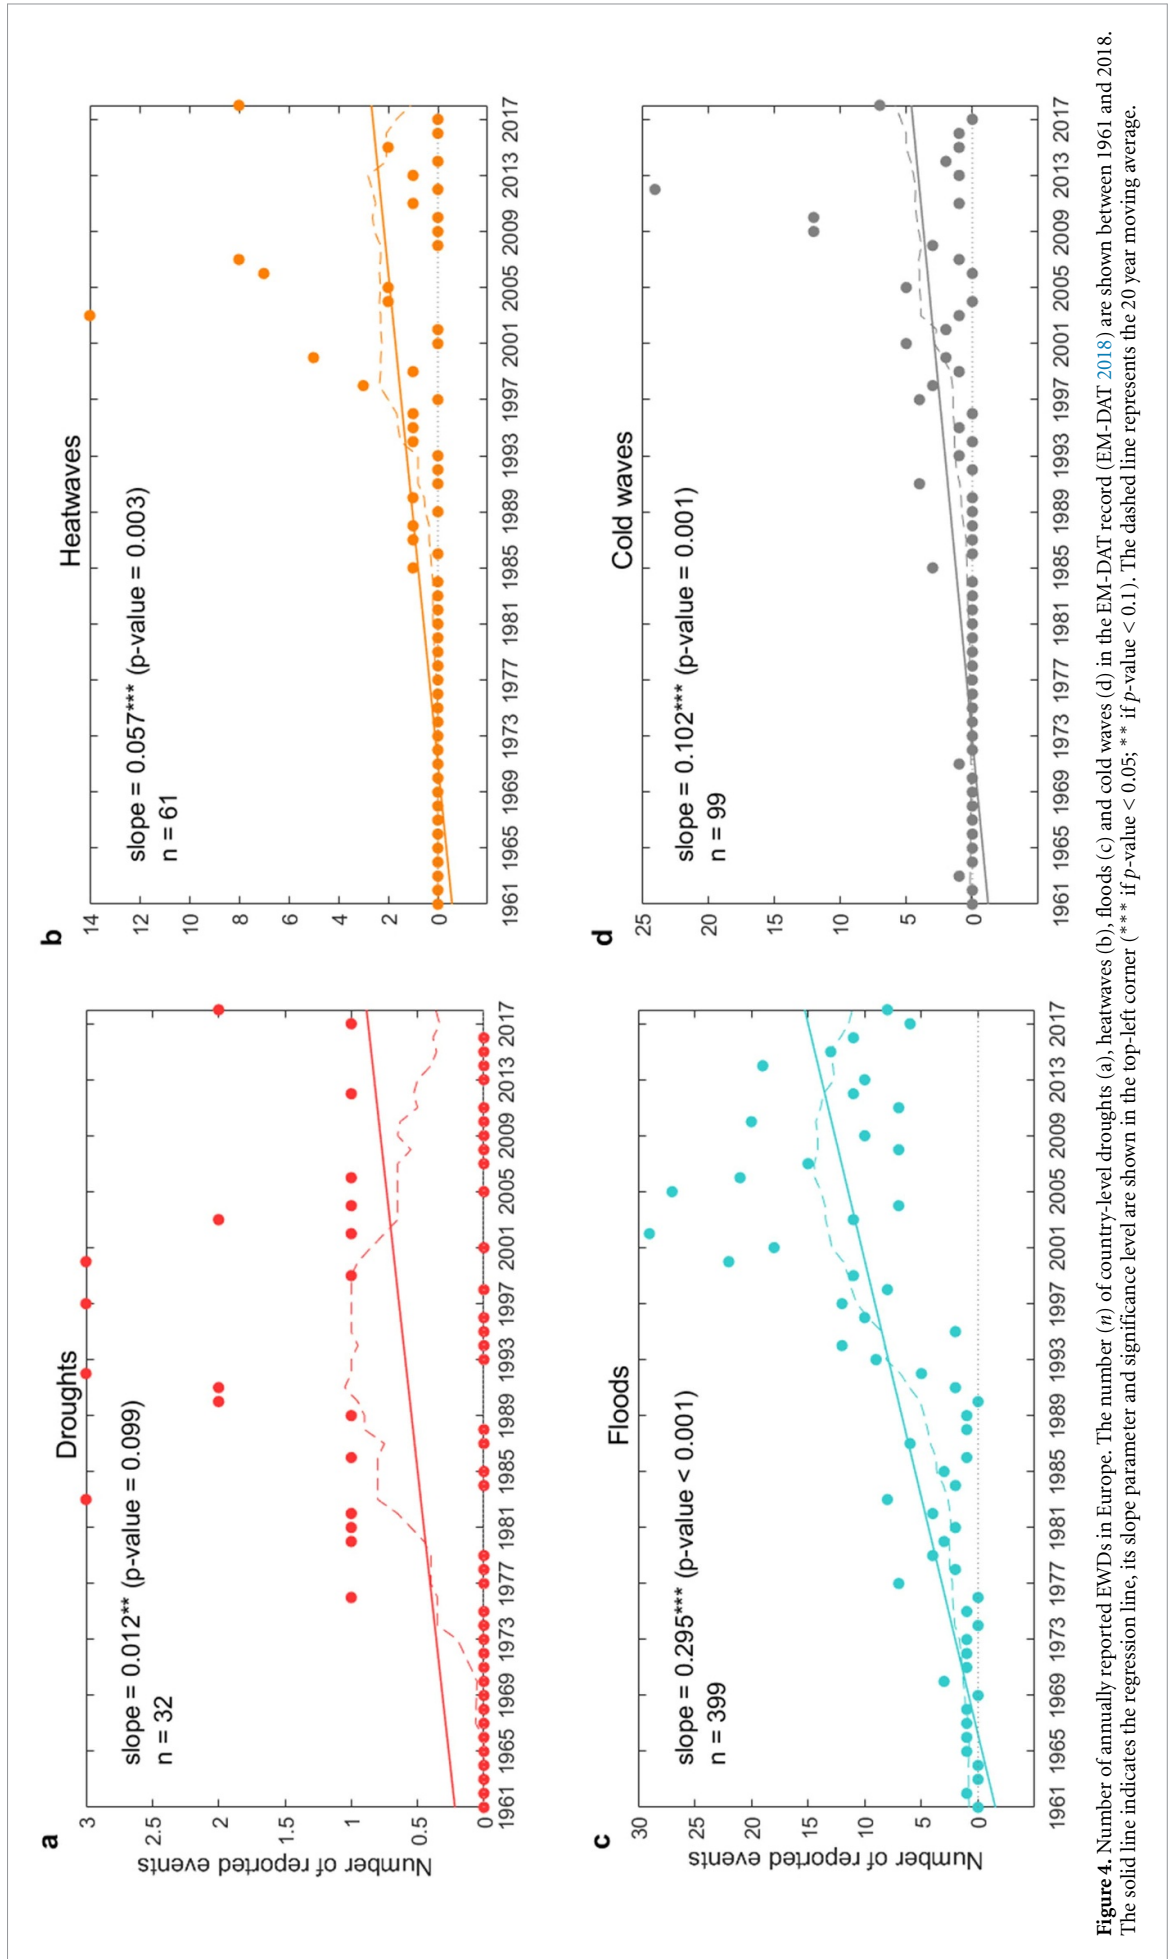 a
Droughts
slope = 0.012** (p-value = 0.099)
n = 32
Number of reported events
3
2.5
2
1.5
1
0.5
0
1961 1965 1969 1973 1977 1981 1985 1989 1993 1997 2001 2005 2009 2013 2017
b
Heatwaves
slope = 0.057*** (p-value = 0.003)
n = 61
14
12
10
8
6
4
2
0
1961 1965 1969 1973 1977 1981 1985 1989 1993 1997 2001 2005 2009 2013 2017
c
Floods
slope = 0.295*** (p-value < 0.001)
n = 399
Number of reported events
30
25
20
15
10
5
0
1961 1965 1969 1973 1977 1981 1985 1989 1993 1997 2001 2005 2009 2013 2017
d
Cold waves
slope = 0.102*** (p-value = 0.001)
n = 99
25
20
15
10
5
0
1961 1965 1969 1973 1977 1981 1985 1989 1993 1997 2001 2005 2009 2013 2017
Figure 4. Number of annually reported EWDs in Europe. The number (n) of country-level droughts (a), heatwaves (b), floods (c) and cold waves (d) in the EM-DAT record (EM-DAT 2018) are shown between 1961 and 2018.
The solid line indicates the regression line, its slope parameter and significance level are shown in the top-left corner (*** if p-value < 0.05; ** if p-value < 0.1). The dashed line represents the 20 year moving average.